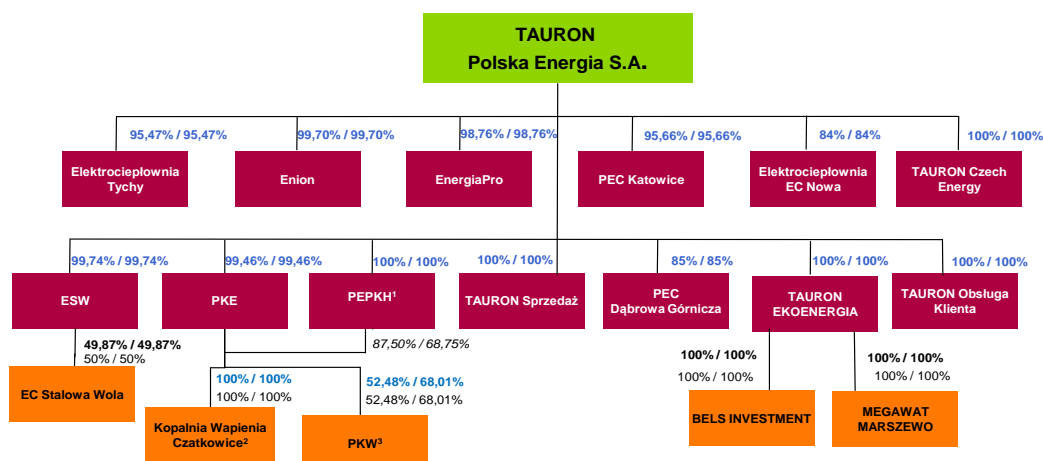 TAURON
Polska Energia S.A.
95,47% / 95,47%
99,70% / 99,70%
98,76% / 98,76%
95,66% / 95,66%
84% / 84%
100% / 100%
Elektrociepłownia
Tychy
Enion
EnergiaPro
PEC Katowice
Elektrociepłownia
EC Nowa
TAURON Czech
Energy
99,74% / 99,74%
99,46% / 99,46%
100% / 100%
100% / 100%
85% / 85%
100% / 100%
100% / 100%
ESW
PKE
PEPKH¹
TAURON Sprzedaż
PEC
Dąbrowa Górnicza
TAURON
EKOENERGIA
TAURON Obsługa
Klienta
49,87% / 49,87%
50% / 50%
87,50% / 68,75%
100% / 100%
100% / 100%
100% / 100%
100% / 100%
100% / 100%
100% / 100%
52,48% / 68,01%
52,48% / 68,01%
EC Stalowa Wola
Kopalnia Wapienia
Czatkowice²
PKW³
BELS INVESTMENT
MEGAWAT
MARSZEWO